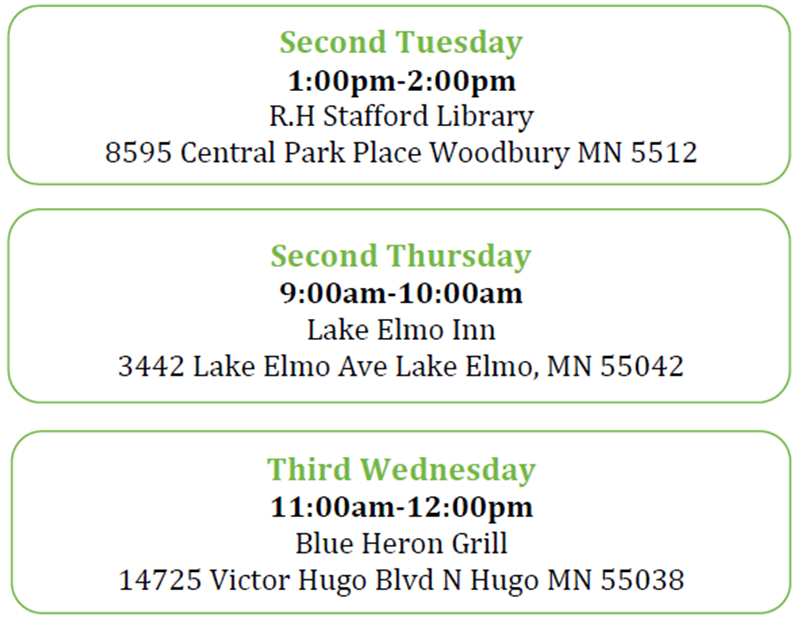 Second Tuesday
1:00pm-2:00pm
R.H Stafford Library
8595 Central Park Place Woodbury MN 5512
Second Thursday
9:00am-10:00am
Lake Elmo Inn
3442 Lake Elmo Ave Lake Elmo, MN 55042
Third Wednesday
11:00am-12:00pm
Blue Heron Grill
14725 Victor Hugo Blvd N Hugo MN 55038